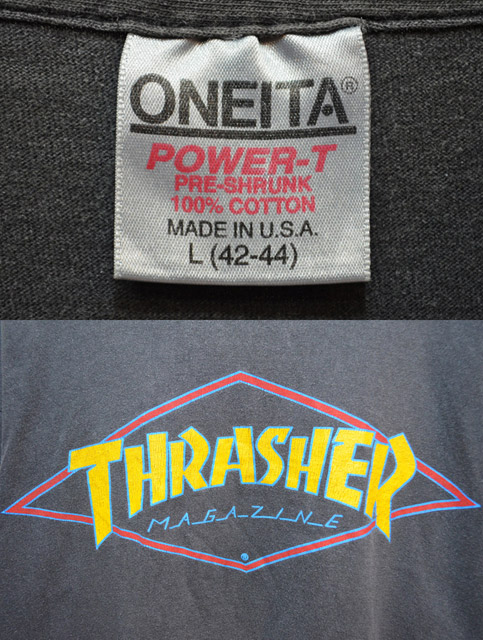 ONEITA®
POWER-T
PRE-SHRUNK
100% COTTON
MADE IN U.S.A.
L (42-44)
THRASHER
MAGAZINE
®